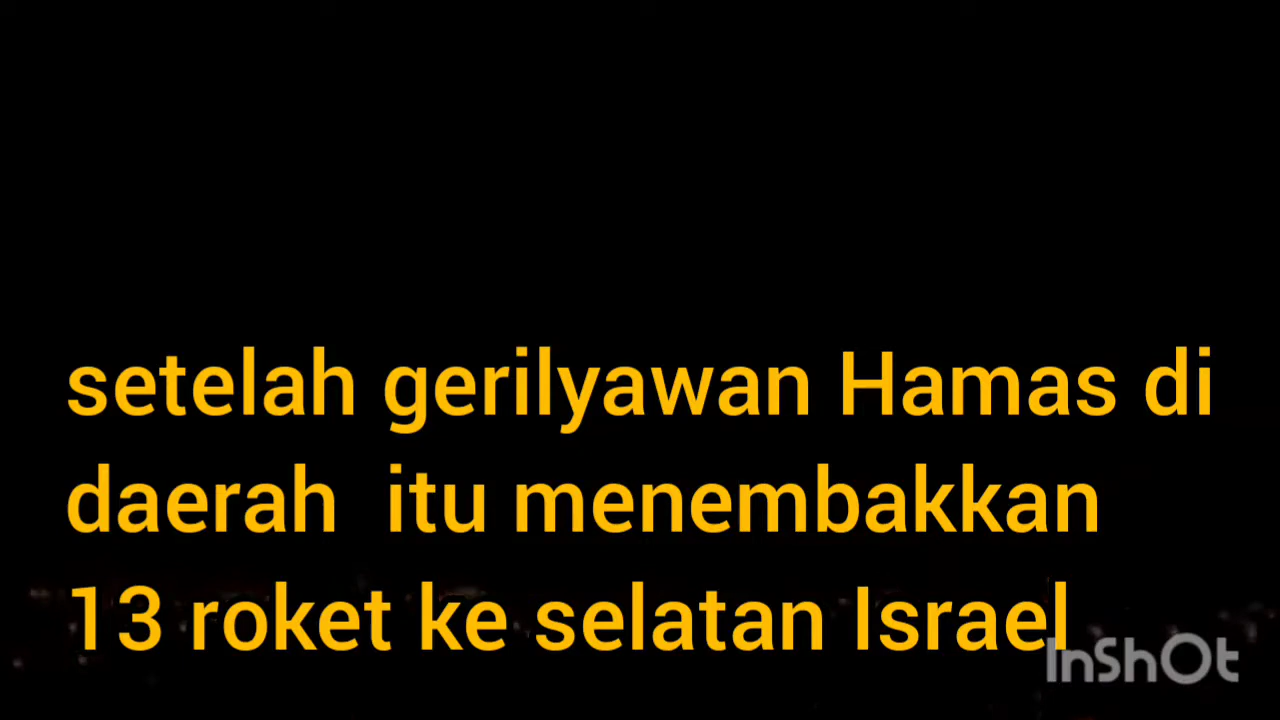 setelah gerilyawan Hamas di
daerah  itu menembakkan
13 roket ke selatan Israel
InShOt